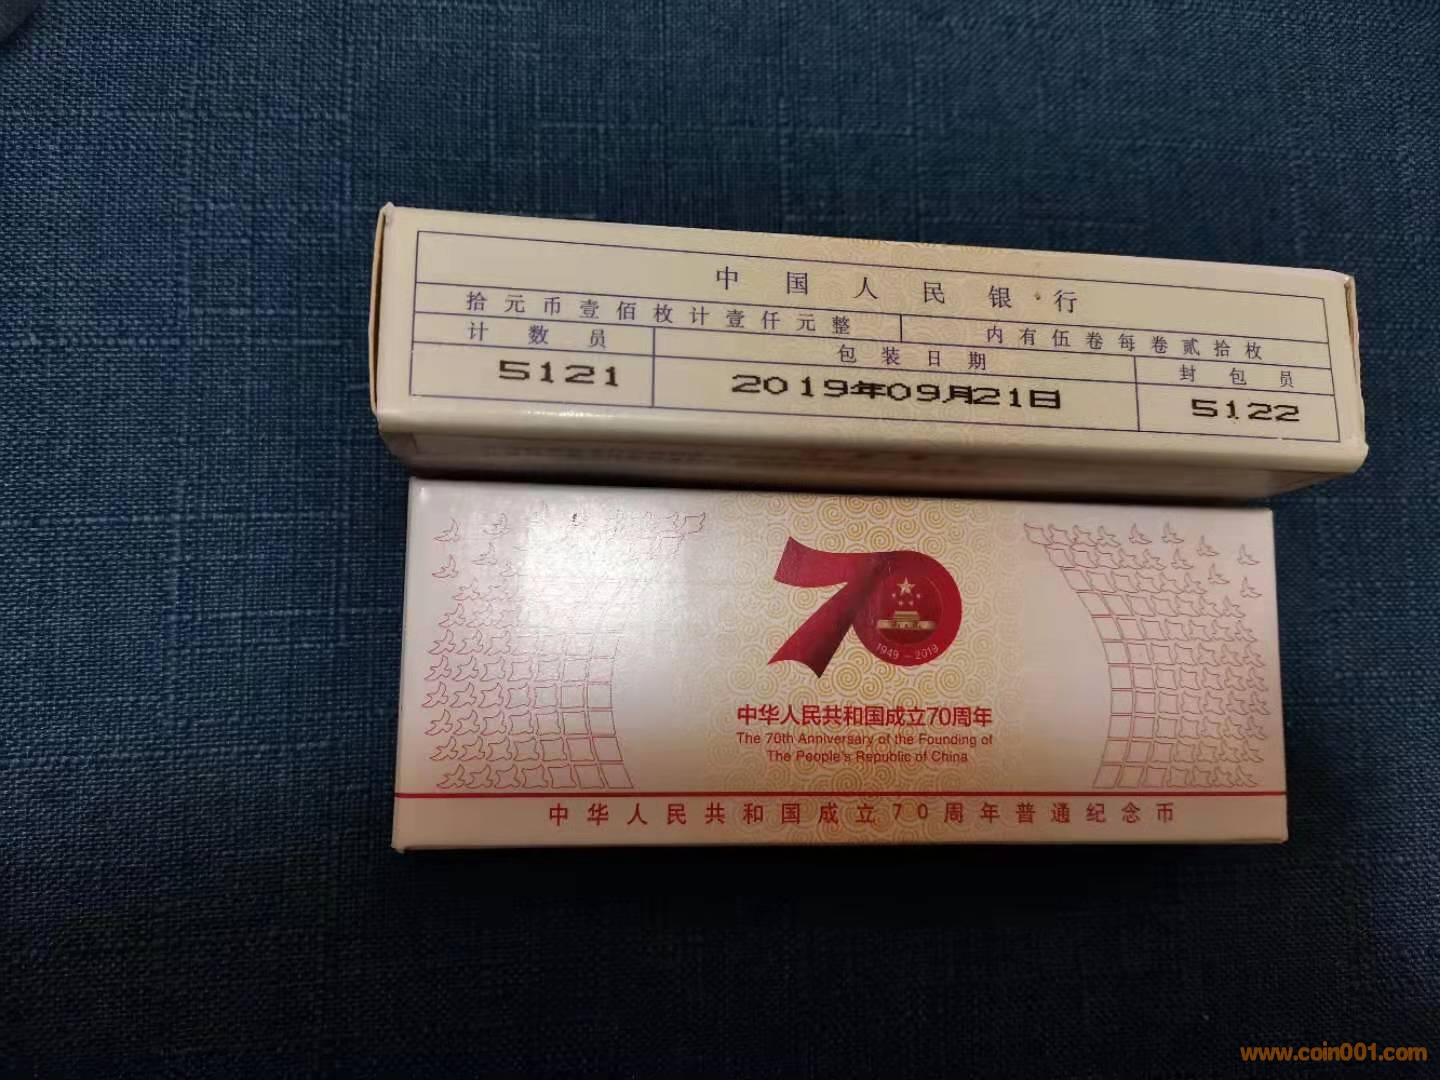 中国人民银行
拾元币壹佰枚计壹仟元整 内有伍卷每卷贰拾枚
计数员 包装日期 封包员
5121 2019年09月21日 5122
70
1949-2019
中华人民共和国成立70周年
The 70th Anniversary of the Founding of
The People's Republic of China
中华人民共和国成立70周年普通纪念币
www.coin001.com